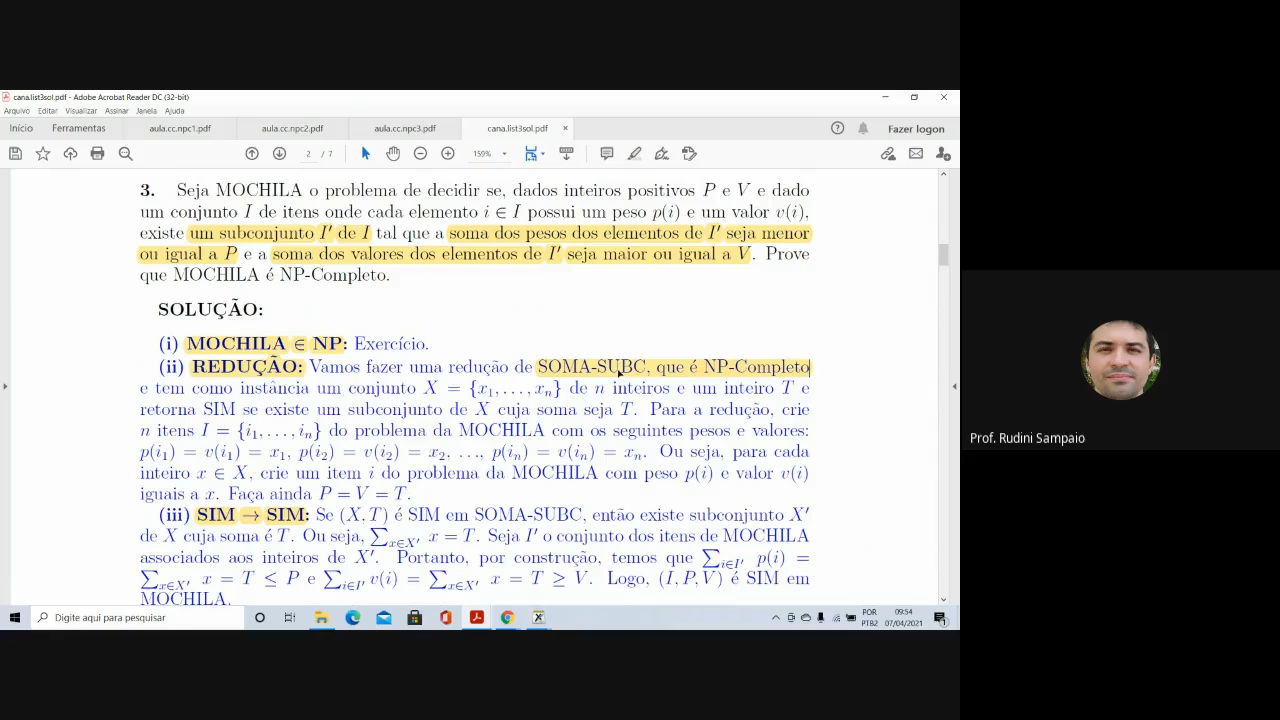 cana.list3sol.pdf - Adobe Acrobat Reader DC (32-bit)
Arquivo Editar Visualizar Assinar Janela Ajuda
Início Ferramentas aula.cc.npc1.pdf aula.cc.npc2.pdf aula.cc.npc3.pdf cana.list3sol.pdf × Fazer logon
2 / 7 159%
3. Seja MOCHILA o problema de decidir se, dados inteiros positivos P e V e dado
um conjunto I de itens onde cada elemento i ∈ I possui um peso p(i) e um valor v(i),
existe um subconjunto I′ de I tal que a soma dos pesos dos elementos de I′ seja menor
ou igual a P e a soma dos valores dos elementos de I′ seja maior ou igual a V. Prove
que MOCHILA é NP-Completo.
SOLUÇÃO:
(i) MOCHILA ∈ NP: Exercício.
(ii) REDUÇÃO: Vamos fazer uma redução de SOMA-SUBC, que é NP-Completo
e tem como instância um conjunto X = {x₁, . . . , xₙ} de n inteiros e um inteiro T e
retorna SIM se existe um subconjunto de X cuja soma seja T. Para a redução, crie
n itens I = {i₁, . . . , iₙ} do problema da MOCHILA com os seguintes pesos e valores:
p(i₁) = v(i₁) = x₁, p(i₂) = v(i₂) = x₂, . . ., p(iₙ) = v(iₙ) = xₙ. Ou seja, para cada
inteiro x ∈ X, crie um item i do problema da MOCHILA com peso p(i) e valor v(i)
iguais a x. Faça ainda P = V = T.
(iii) SIM → SIM: Se (X, T) é SIM em SOMA-SUBC, então existe subconjunto X′
de X cuja soma é T. Ou seja, ∑x∈X′ x = T. Seja I′ o conjunto dos itens de MOCHILA
associados aos inteiros de X′. Portanto, por construção, temos que ∑i∈I′ p(i) =
∑x∈X′ x = T ≤ P e ∑i∈I′ v(i) = ∑x∈X′ x = T ≥ V. Logo, (I, P, V) é SIM em
MOCHILA.
Prof. Rudini Sampaio
Digite aqui para pesquisar
POR
PTB2
09:54
07/04/2021
1